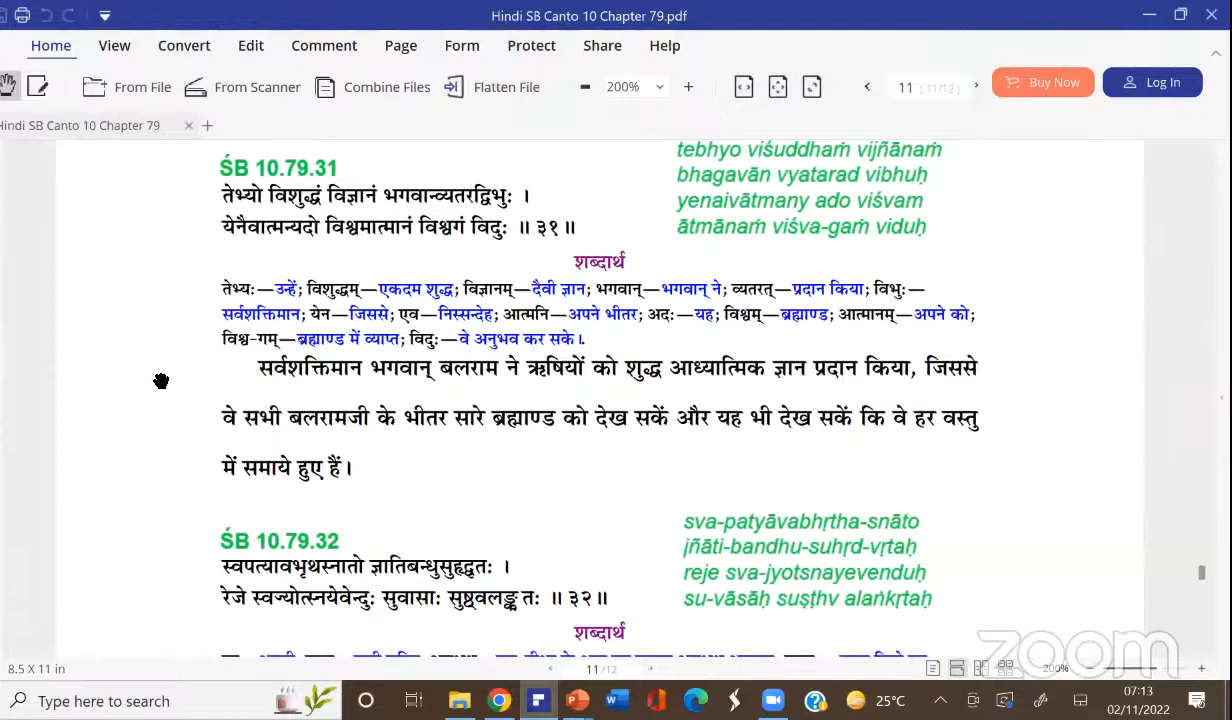 Hindi SB Canto 10 Chapter 79.pdf
Home View Convert Edit Comment Page Form Protect Share Help
From File From Scanner Combine Files Flatten File 200% 11 (11/12) Buy Now Log In
Hindi SB Canto 10 Chapter 79
ŚB 10.79.31
तेभ्यो विशुद्धं विज्ञानं भगवान्व्यतरद्विभुः ।
येनैवात्मन्यदो विश्वमात्मानं विश्वगं विदुः ॥ ३१॥
tebhyo viśuddhaṁ vijñānaṁ
bhagavān vyatarad vibhuḥ
yenaivātmany ado viśvam
ātmānaṁ viśva-gaṁ viduḥ
शब्दार्थ
तेभ्यः—उन्हें; विशुद्धम्—एकदम शुद्ध; विज्ञानम्—दैवी ज्ञान; भगवान्—भगवान् ने; व्यतरत्—प्रदान किया; विभुः—
सर्वशक्तिमान; येन—जिससे; एव—निस्सन्देह; आत्मनि—अपने भीतर; अदः—यह; विश्वम्—ब्रह्माण्ड; आत्मानम्—अपने को;
विश्व-गम्—ब्रह्माण्ड में व्याप्त; विदुः—वे अनुभव कर सके।.
सर्वशक्तिमान भगवान् बलराम ने ऋषियों को शुद्ध आध्यात्मिक ज्ञान प्रदान किया, जिससे
वे सभी बलरामजी के भीतर सारे ब्रह्माण्ड को देख सकें और यह भी देख सकें कि वे हर वस्तु
में समाये हुए हैं।
ŚB 10.79.32
स्वपत्यावभृथस्नातो ज्ञातिबन्धुसुहृद्वृतः ।
रेजे स्वज्योत्स्नयेवेन्दुः सुवासाः सुष्ठ्वलङ्कृतः ॥ ३२॥
sva-patyāvabhṛtha-snāto
jñāti-bandhu-suhṛd-vṛtaḥ
reje sva-jyotsnayevenduḥ
su-vāsāḥ suṣṭhv alaṅkṛtaḥ
शब्दार्थ
zoom
8.5 X 11 in 11/12 200%
Type here to search 25°C 07:13
02/11/2022